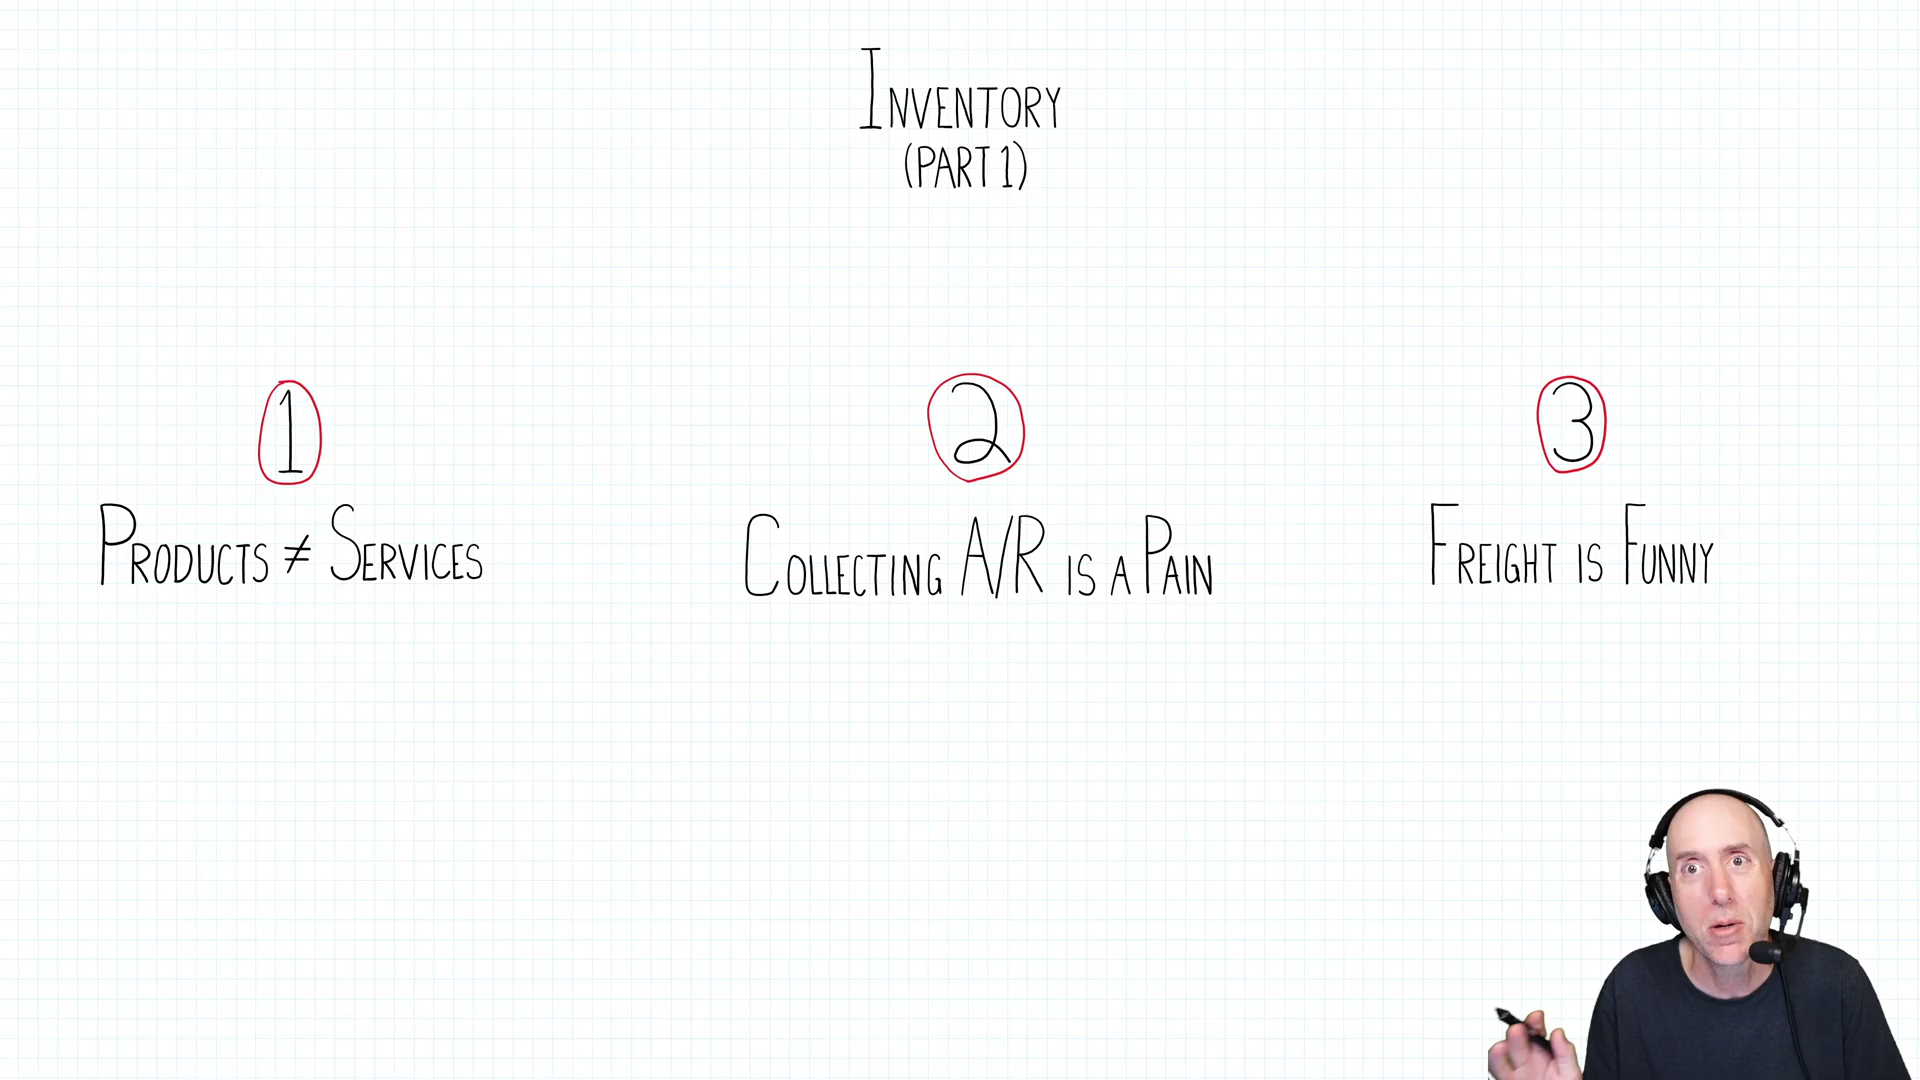 INVENTORY
(PART 1)
1
PRODUCTS ≠ SERVICES
2
COLLECTING A/R IS A PAIN
3
FREIGHT IS FUNNY